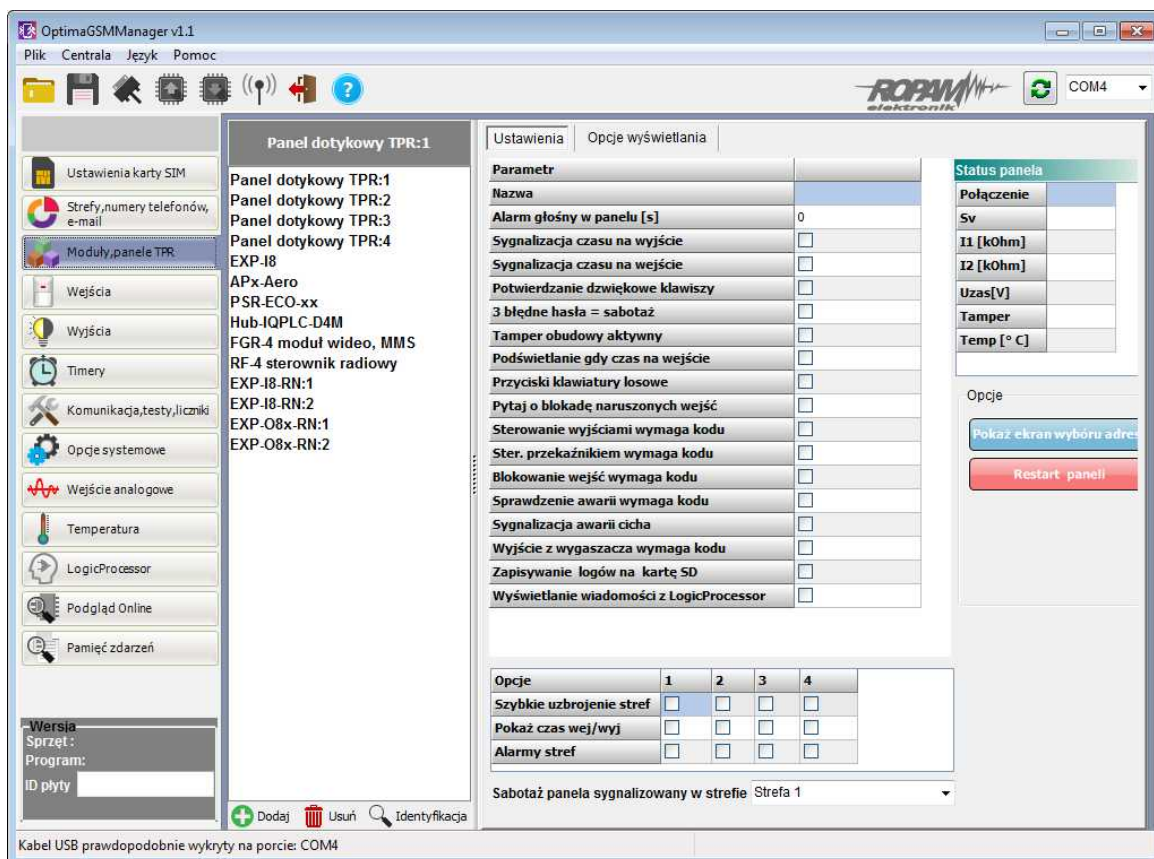 OptimaGSMManager v1.1
Plik Centrala Język Pomoc
ROPAM
elektronik
COM4
Ustawienia karty SIM
Strefy,numery telefonów,
e-mail
Moduły,panele TPR
Wejścia
Wyjścia
Timery
Komunikacja,testy,liczniki
Opcje systemowe
Wejście analogowe
Temperatura
LogicProcessor
Podgląd Online
Pamięć zdarzeń
Wersja
Sprzęt :
Program:
ID płyty
Panel dotykowy TPR:1
Panel dotykowy TPR:1
Panel dotykowy TPR:2
Panel dotykowy TPR:3
Panel dotykowy TPR:4
EXP-I8
APx-Aero
PSR-ECO-xx
Hub-IQPLC-D4M
FGR-4 moduł wideo, MMS
RF-4 sterownik radiowy
EXP-I8-RN:1
EXP-I8-RN:2
EXP-O8x-RN:1
EXP-O8x-RN:2
Dodaj Usuń Identyfikacja
Ustawienia Opcje wyświetlania
Parametr
Nazwa
Alarm głośny w panelu [s] 0
Sygnalizacja czasu na wyjście
Sygnalizacja czasu na wejście
Potwierdzanie dzwiękowe klawiszy
3 błędne hasła = sabotaż
Tamper obudowy aktywny
Podświetlanie gdy czas na wejście
Przyciski klawiatury losowe
Pytaj o blokadę naruszonych wejść
Sterowanie wyjściami wymaga kodu
Ster. przekaźnikiem wymaga kodu
Blokowanie wejść wymaga kodu
Sprawdzenie awarii wymaga kodu
Sygnalizacja awarii cicha
Wyjście z wygaszacza wymaga kodu
Zapisywanie logów na kartę SD
Wyświetlanie wiadomości z LogicProcessor
Opcje 1 2 3 4
Szybkie uzbrojenie stref
Pokaż czas wej/wyj
Alarmy stref
Sabotaż panela sygnalizowany w strefie Strefa 1
Status panela
Połączenie
Sv
I1 [kOhm]
I2 [kOhm]
Uzas[V]
Tamper
Temp [° C]
Opcje
Pokaż ekran wybóru adres
Restart paneli
Kabel USB prawdopodobnie wykryty na porcie: COM4